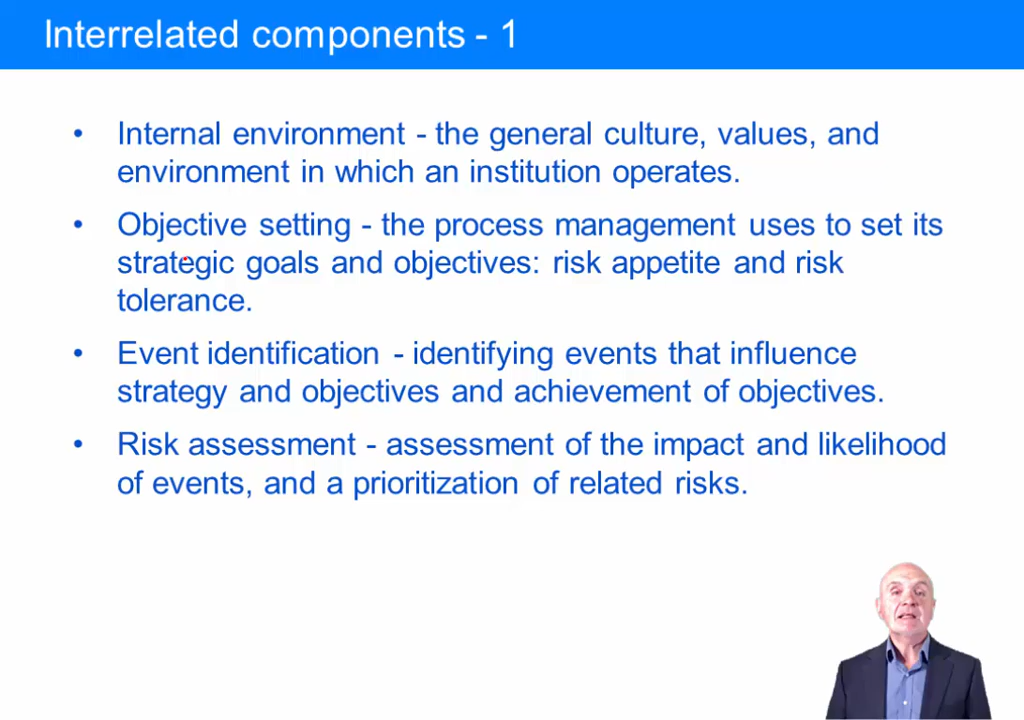 Interrelated components - 1
• Internal environment - the general culture, values, and
environment in which an institution operates.
• Objective setting - the process management uses to set its
strategic goals and objectives: risk appetite and risk
tolerance.
• Event identification - identifying events that influence
strategy and objectives and achievement of objectives.
• Risk assessment - assessment of the impact and likelihood
of events, and a prioritization of related risks.